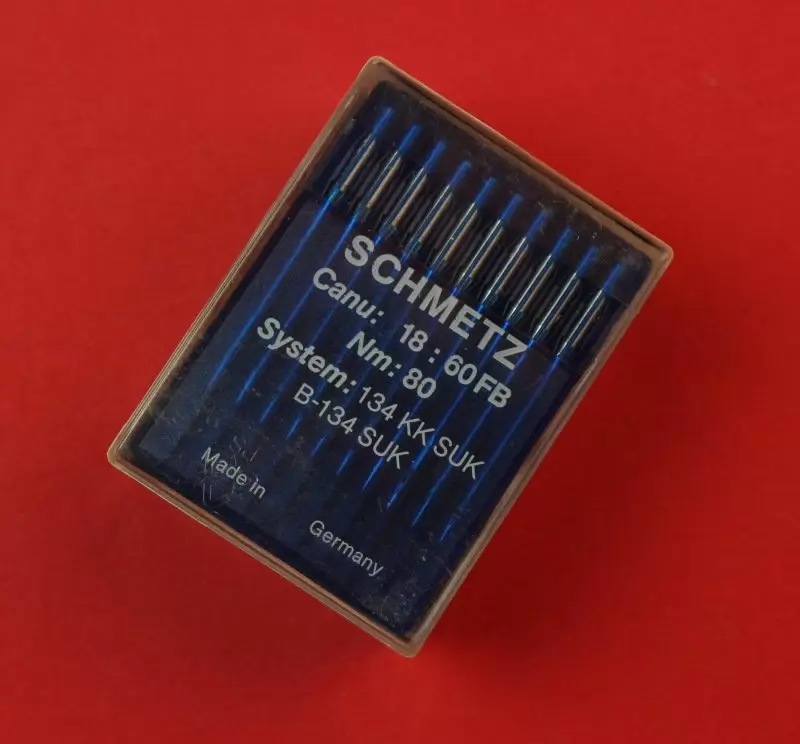 SCHMETZ
Canu: 18 : 60 FB
Nm: 80
System: 134 KK SUK
B-134 SUK
Made in Germany